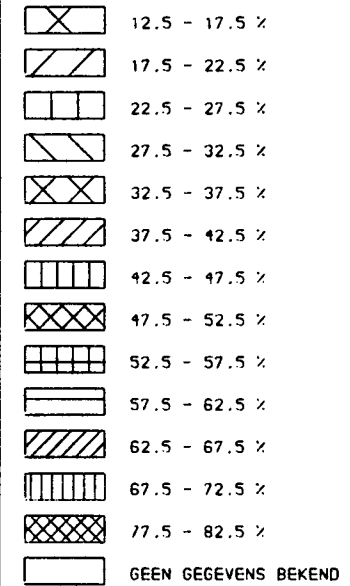 12.5 - 17.5 %
17.5 - 22.5 %
22.5 - 27.5 %
27.5 - 32.5 %
32.5 - 37.5 %
37.5 - 42.5 %
42.5 - 47.5 %
47.5 - 52.5 %
52.5 - 57.5 %
57.5 - 62.5 %
62.5 - 67.5 %
67.5 - 72.5 %
77.5 - 82.5 %
GEEN GEGEVENS BEKEND